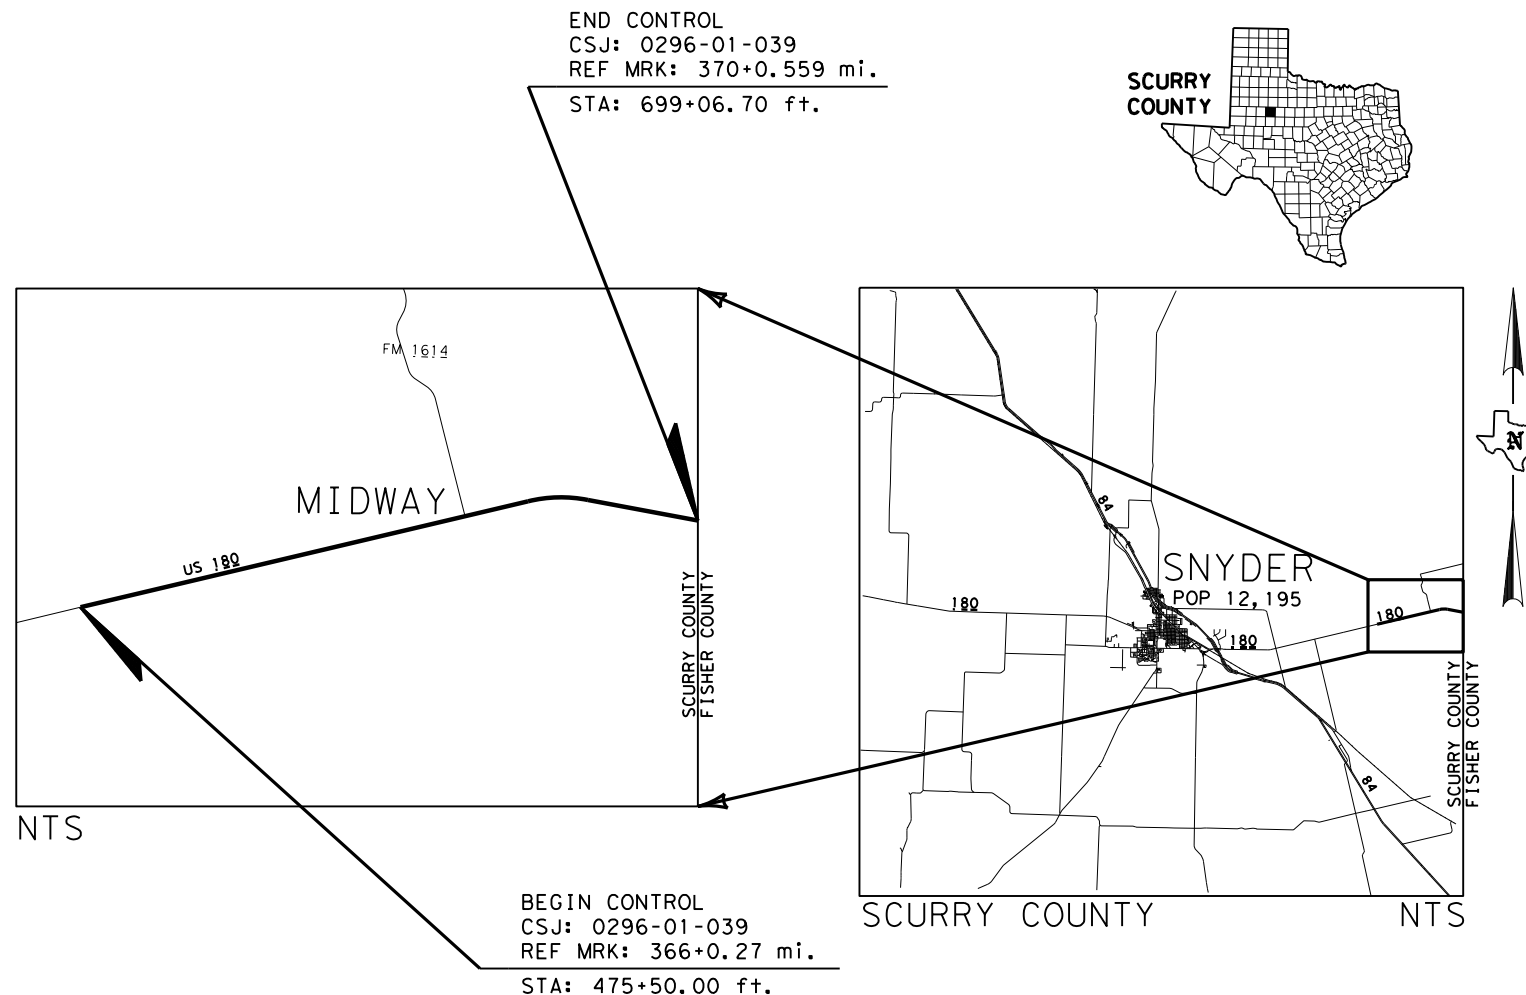 END CONTROL
CSJ: 0296-01-039
REF MRK: 370+0.559 mi.
STA: 699+06.70 ft.
SCURRY
COUNTY
FM 1614
MIDWAY
US 180
SCURRY COUNTY
FISHER COUNTY
NTS
84
SNYDER
POP 12,195
180
180
180
84
SCURRY COUNTY
FISHER COUNTY
SCURRY COUNTY
NTS
N
BEGIN CONTROL
CSJ: 0296-01-039
REF MRK: 366+0.27 mi.
STA: 475+50.00 ft.